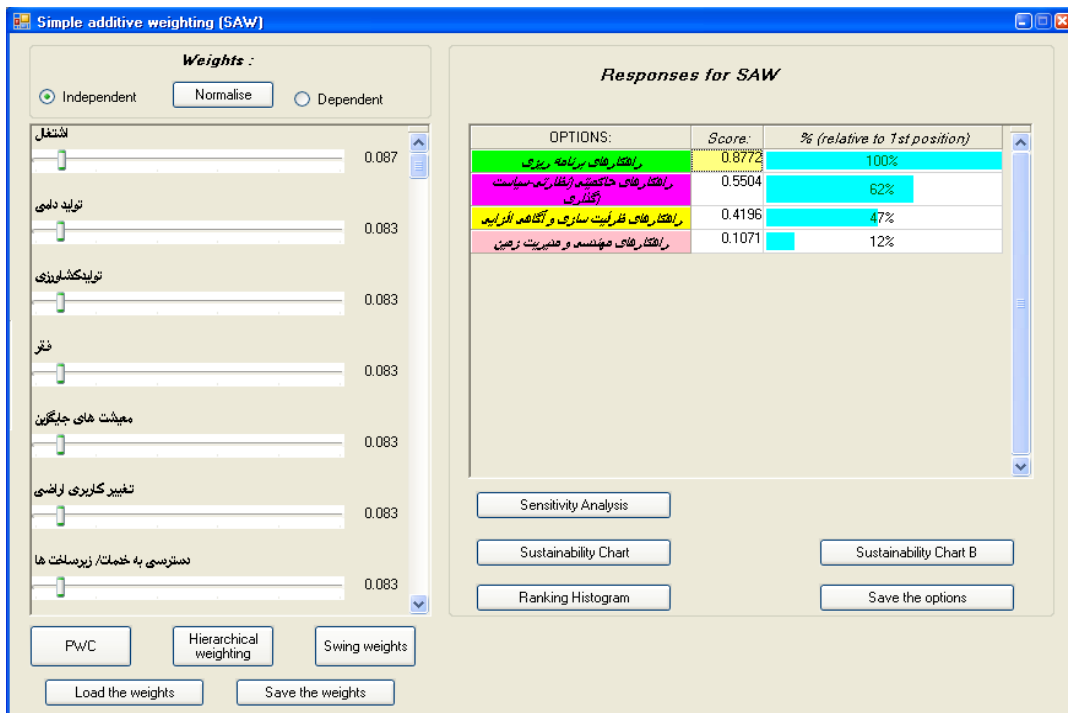 Simple additive weighting (SAW)
Weights :
Independent
Normalise
Dependent
اشتغال
0.087
تولید دامی
0.083
تولیدکشاورزی
0.083
فقر
0.083
معیشت های جایگزین
0.083
تغییر کاربری اراضی
0.083
دسترسی به خدمات/ زیرساخت ها
0.083
PWC
Hierarchical
weighting
Swing weights
Load the weights
Save the weights
Responses for SAW
OPTIONS:
Score:
% (relative to 1st position)
راهکارهای برنامه ریزی
0.8772
100%
راهکارهای حاکمیتی (نظارتی-سیاست
گذاری)
0.5504
62%
راهکارهای ظرفیت سازی و آگاهی افزایی
0.4196
47%
راهکارهای مهندسی و مدیریت زمین
0.1071
12%
Sensitivity Analysis
Sustainability Chart
Sustainability Chart B
Ranking Histogram
Save the options